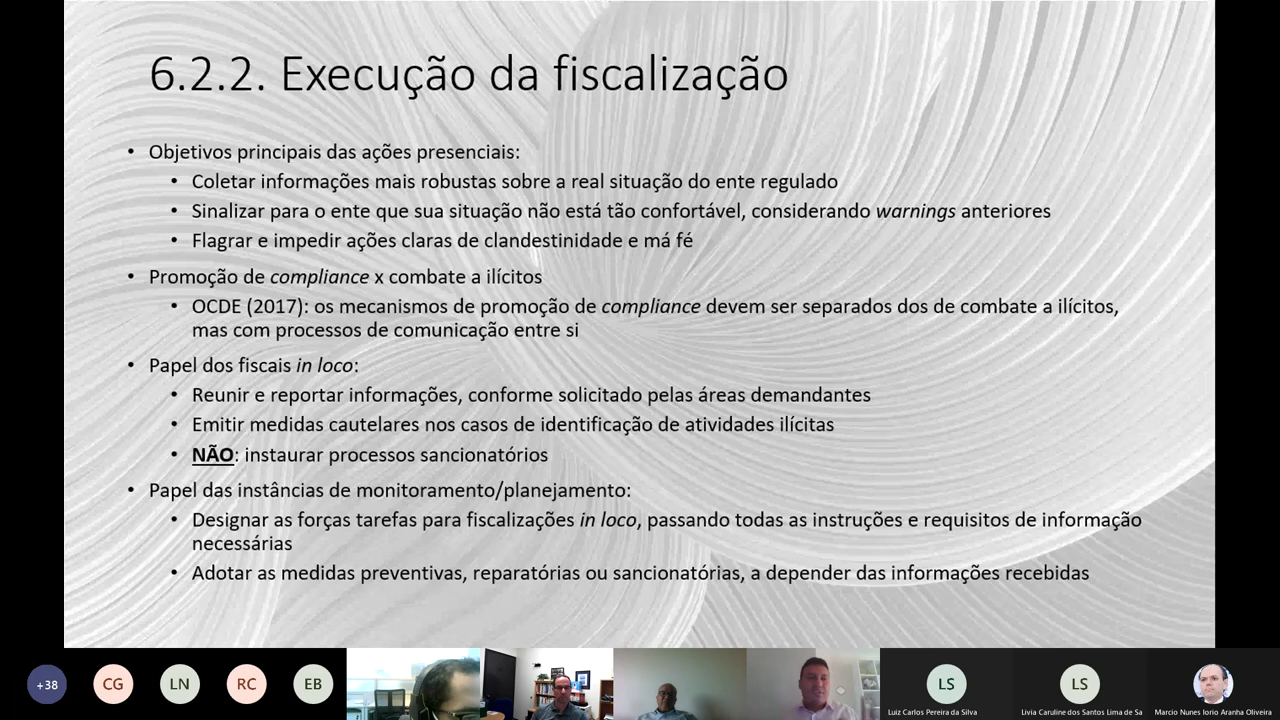 6.2.2. Execução da fiscalização
• Objetivos principais das ações presenciais:
• Coletar informações mais robustas sobre a real situação do ente regulado
• Sinalizar para o ente que sua situação não está tão confortável, considerando warnings anteriores
• Flagrar e impedir ações claras de clandestinidade e má fé
• Promoção de compliance x combate a ilícitos
• OCDE (2017): os mecanismos de promoção de compliance devem ser separados dos de combate a ilícitos,
mas com processos de comunicação entre si
• Papel dos fiscais in loco:
• Reunir e reportar informações, conforme solicitado pelas áreas demandantes
• Emitir medidas cautelares nos casos de identificação de atividades ilícitas
• NÃO: instaurar processos sancionatórios
• Papel das instâncias de monitoramento/planejamento:
• Designar as forças tarefas para fiscalizações in loco, passando todas as instruções e requisitos de informação
necessárias
• Adotar as medidas preventivas, reparatórias ou sancionatórias, a depender das informações recebidas
+38
CG
LN
RC
EB
LS
LS
Luiz Carlos Pereira da Silva
Livia Caruline dos Santos Lima de Sa
Marcio Nunes Iorio Aranha Oliveira